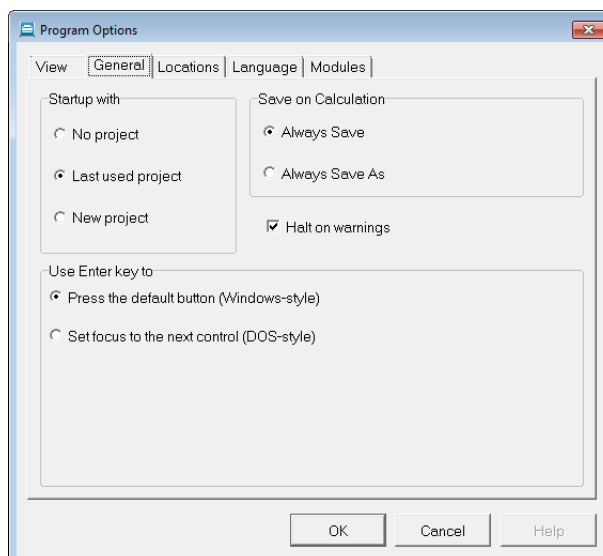 Program Options
View General Locations Language Modules
Startup with
No project
Last used project
New project
Save on Calculation
Always Save
Always Save As
Halt on warnings
Use Enter key to
Press the default button (Windows-style)
Set focus to the next control (DOS-style)
OK Cancel Help